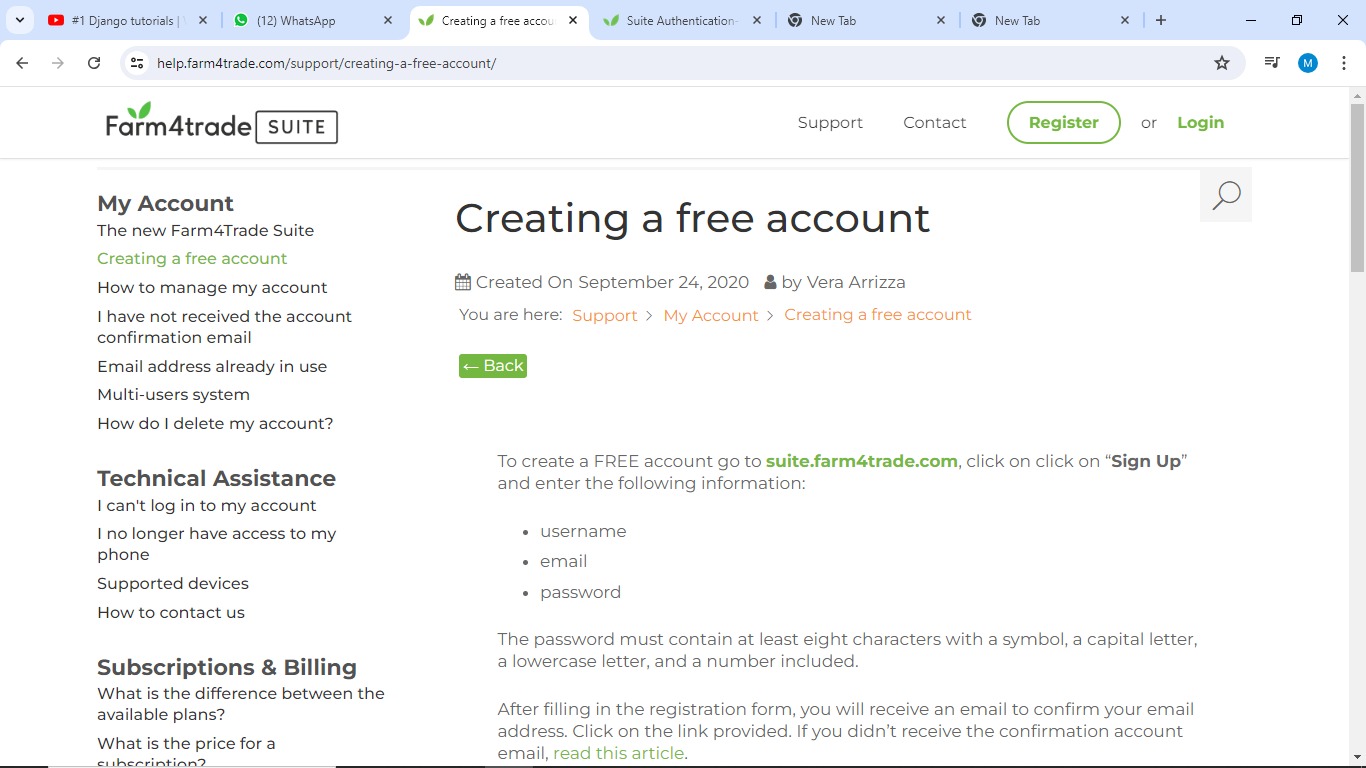 #1 Django tutorials |
(12) WhatsApp
Creating a free accou
Suite Authentication
New Tab
New Tab
help.farm4trade.com/support/creating-a-free-account/
M
Farm4trade SUITE
Support
Contact
Register
or
Login
My Account
The new Farm4Trade Suite
Creating a free account
How to manage my account
I have not received the account
confirmation email
Email address already in use
Multi-users system
How do I delete my account?
Technical Assistance
I can't log in to my account
I no longer have access to my
phone
Supported devices
How to contact us
Subscriptions & Billing
What is the difference between the
available plans?
What is the price for a
subscription?
Creating a free account
Created On September 24, 2020 by Vera Arrizza
You are here: Support > My Account > Creating a free account
← Back
To create a FREE account go to suite.farm4trade.com, click on click on “Sign Up”
and enter the following information:
• username
• email
• password
The password must contain at least eight characters with a symbol, a capital letter,
a lowercase letter, and a number included.
After filling in the registration form, you will receive an email to confirm your email
address. Click on the link provided. If you didn’t receive the confirmation account
email, read this article.